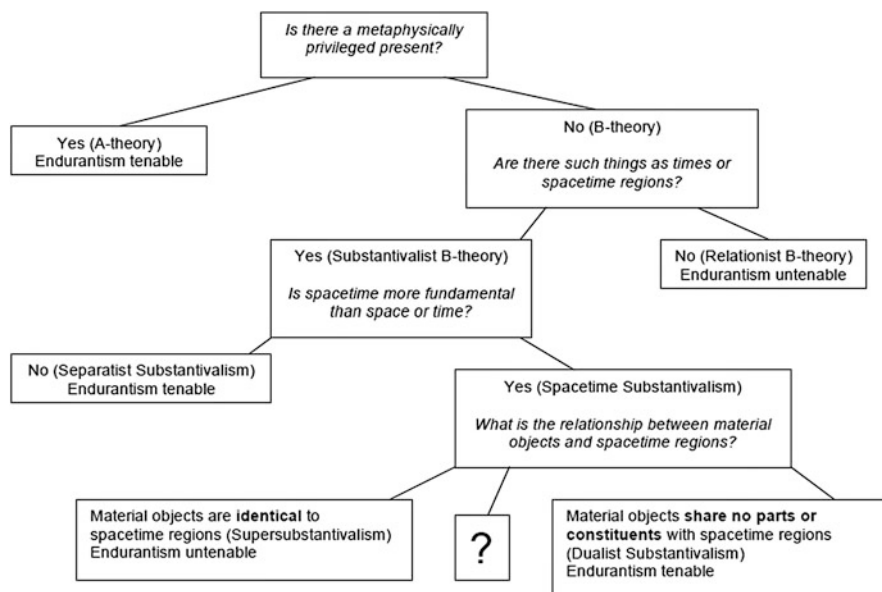 Is there a metaphysically
privileged present?
Yes (A-theory)
Endurantism tenable
No (B-theory)
Are there such things as times or
spacetime regions?
Yes (Substantivalist B-theory)
Is spacetime more fundamental
than space or time?
No (Relationist B-theory)
Endurantism untenable
No (Separatist Substantivalism)
Endurantism tenable
Yes (Spacetime Substantivalism)
What is the relationship between material
objects and spacetime regions?
Material objects are identical to
spacetime regions (Supersubstantivalism)
Endurantism untenable
?
Material objects share no parts or
constituents with spacetime regions
(Dualist Substantivalism)
Endurantism tenable